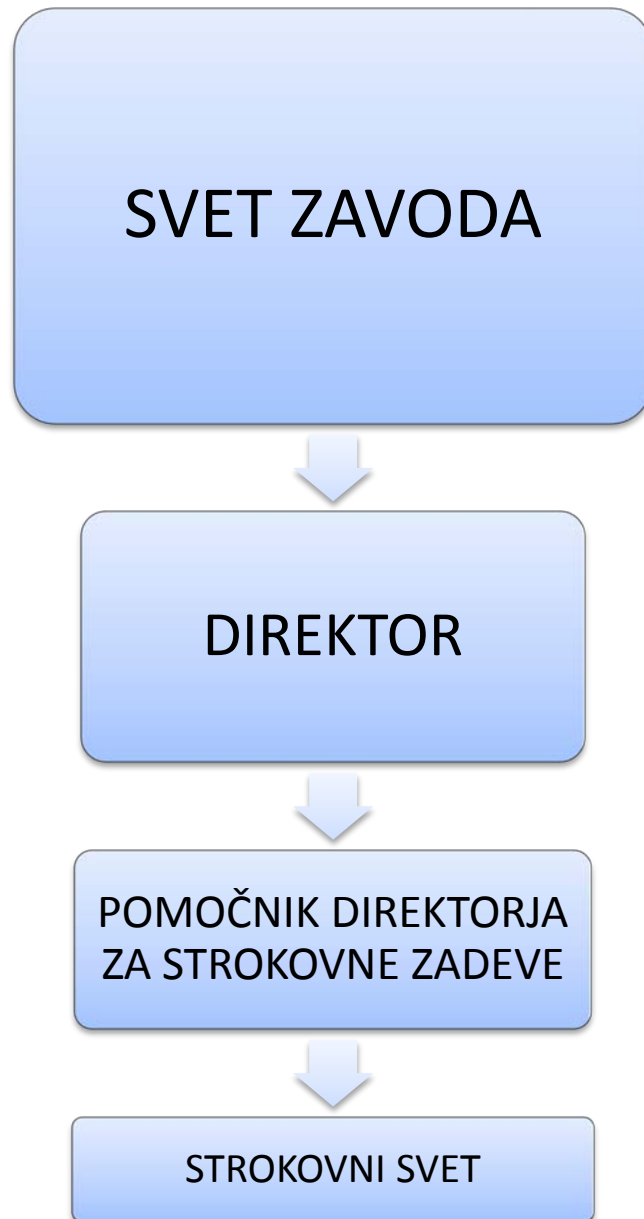 SVET ZAVODA
DIREKTOR
POMOČNIK DIREKTORJA
ZA STROKOVNE ZADEVE
STROKOVNI SVET